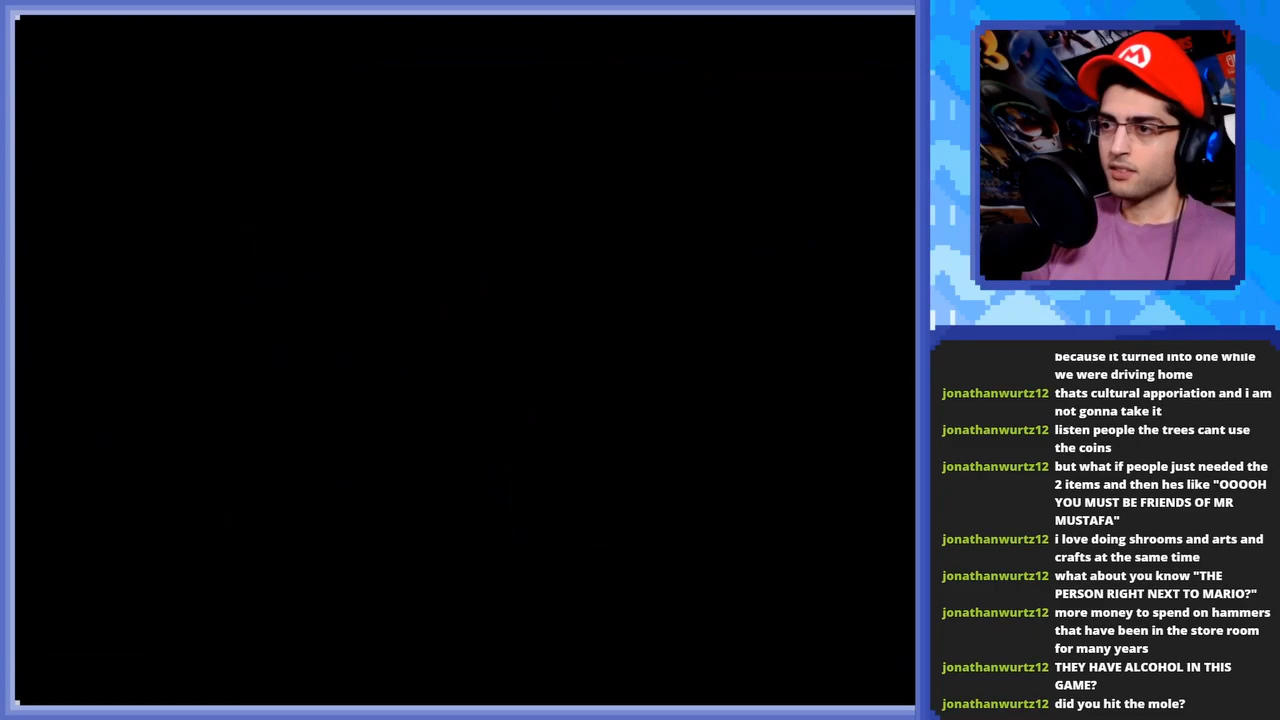 because it turned into one while
we were driving home
jonathanwurtz12 thats cultural apporiation and i am
not gonna take it
jonathanwurtz12 listen people the trees cant use
the coins
jonathanwurtz12 but what if people just needed the
2 items and then hes like "OOOOH
YOU MUST BE FRIENDS OF MR
MUSTAFA"
jonathanwurtz12 i love doing shrooms and arts and
crafts at the same time
jonathanwurtz12 what about you know "THE
PERSON RIGHT NEXT TO MARIO?"
jonathanwurtz12 more money to spend on hammers
that have been in the store room
for many years
jonathanwurtz12 THEY HAVE ALCOHOL IN THIS
GAME?
jonathanwurtz12 did you hit the mole?